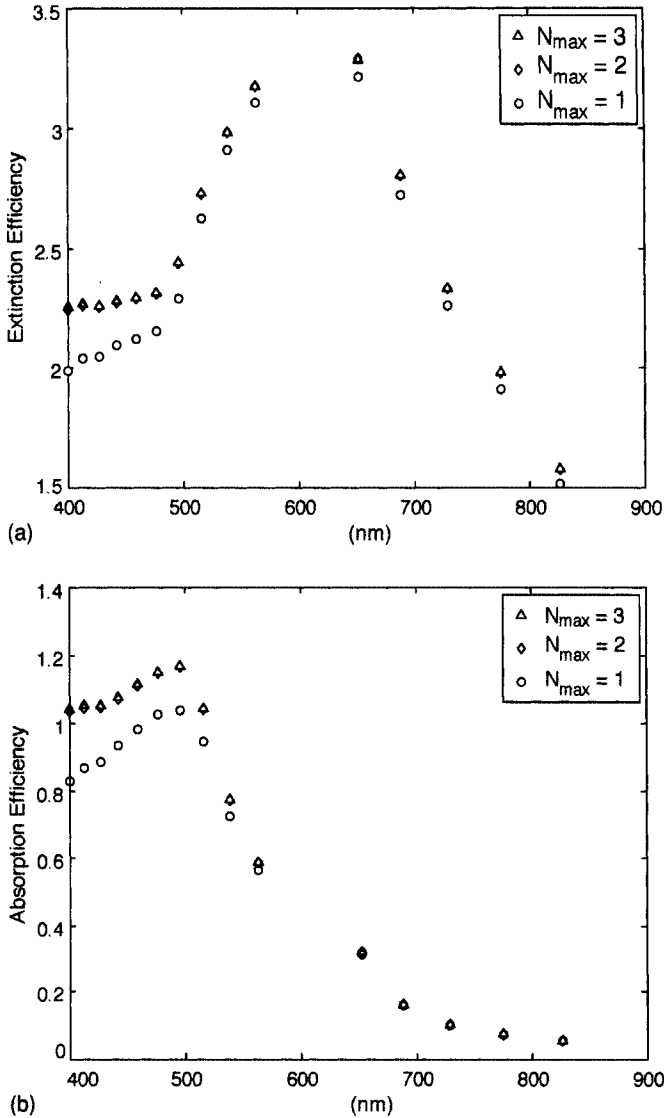 3.5
3
2.5
2
1.5
Extinction Efficiency
△ N_max = 3
◇ N_max = 2
○ N_max = 1
400 500 600 700 800 900
(nm)
(a)
1.4
1.2
1
0.8
0.6
0.4
0.2
0
Absorption Efficiency
△ N_max = 3
◇ N_max = 2
○ N_max = 1
400 500 600 700 800 900
(nm)
(b)